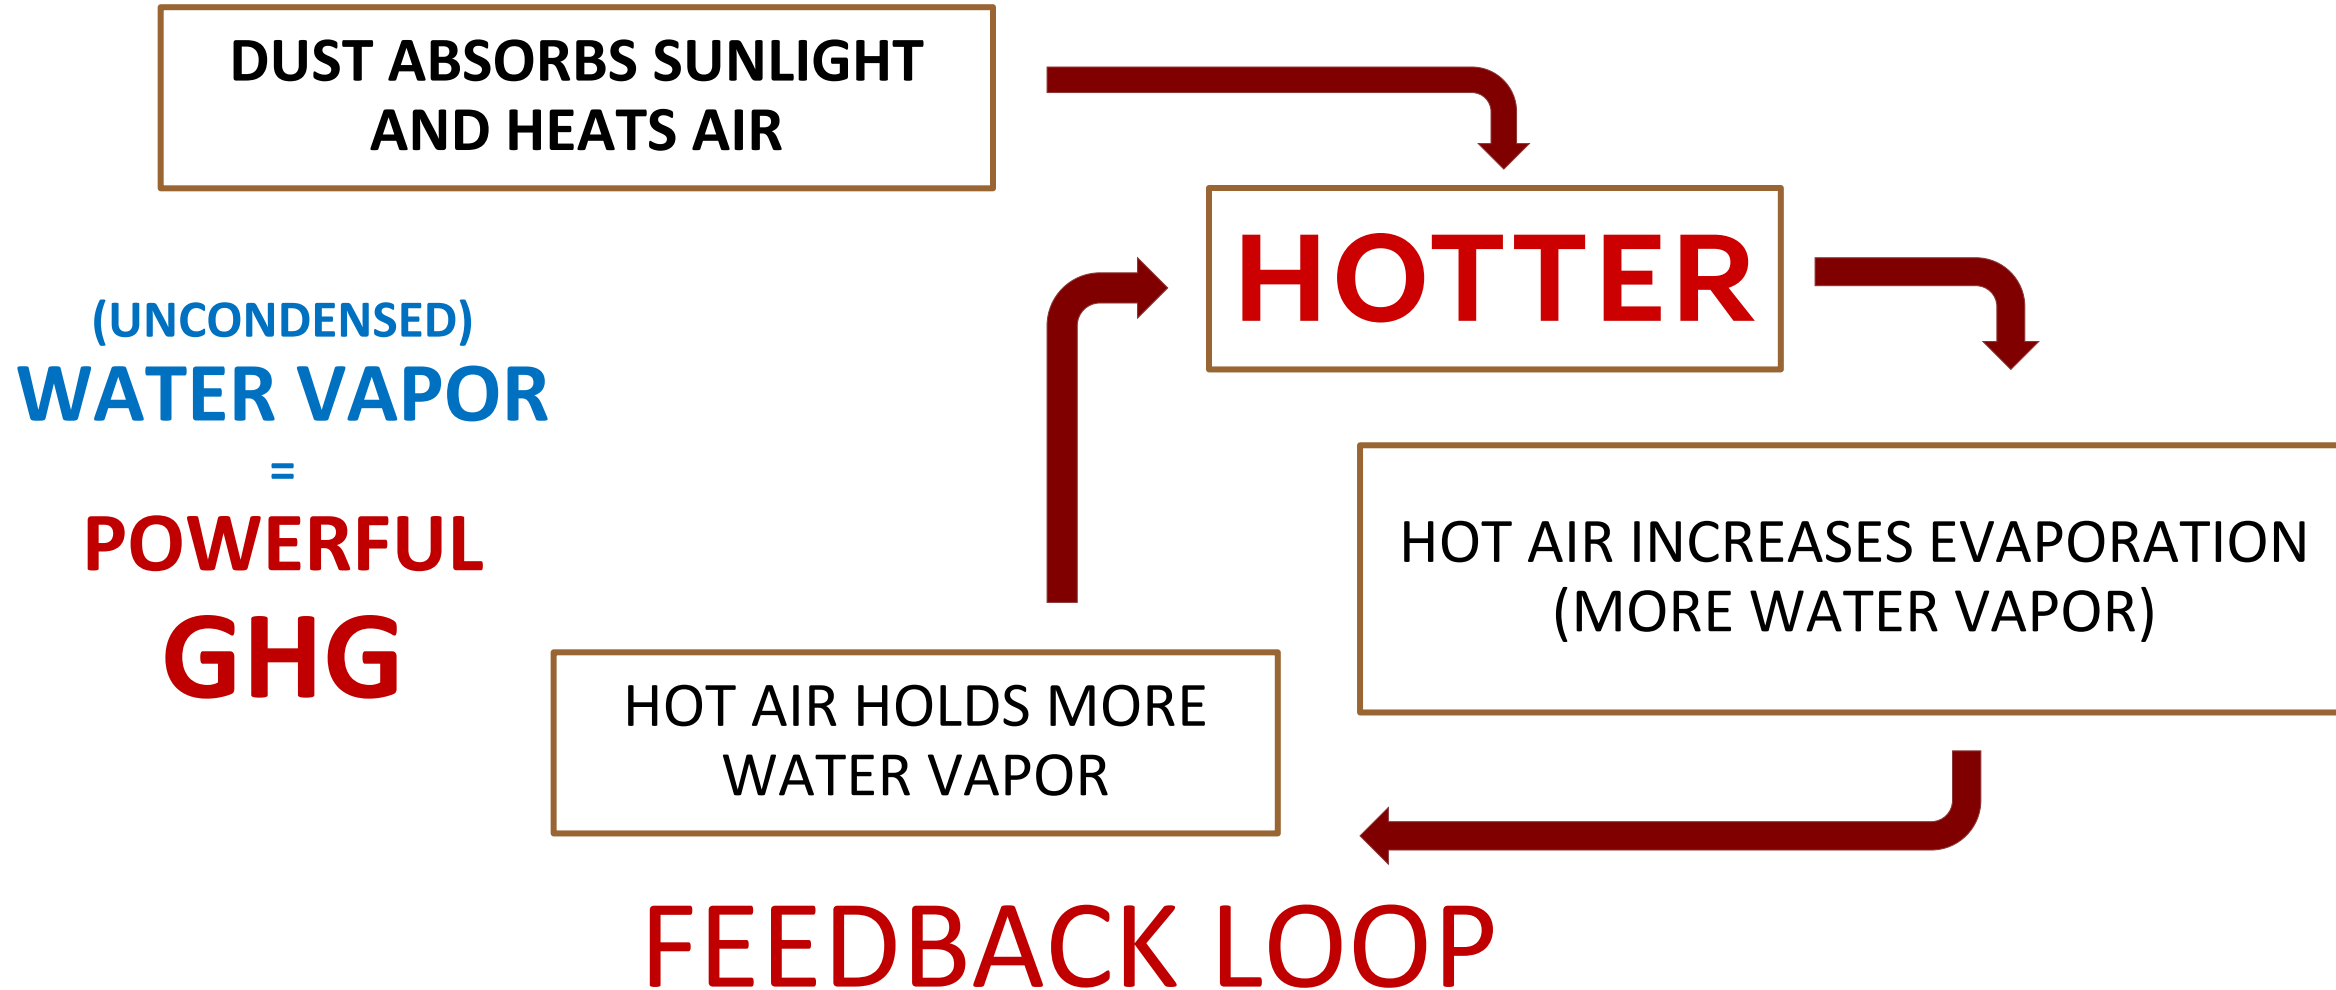 DUST ABSORBS SUNLIGHT
AND HEATS AIR
HOTTER
(UNCONDENSED)
WATER VAPOR
=
POWERFUL
GHG
HOT AIR INCREASES EVAPORATION
(MORE WATER VAPOR)
HOT AIR HOLDS MORE
WATER VAPOR
FEEDBACK LOOP